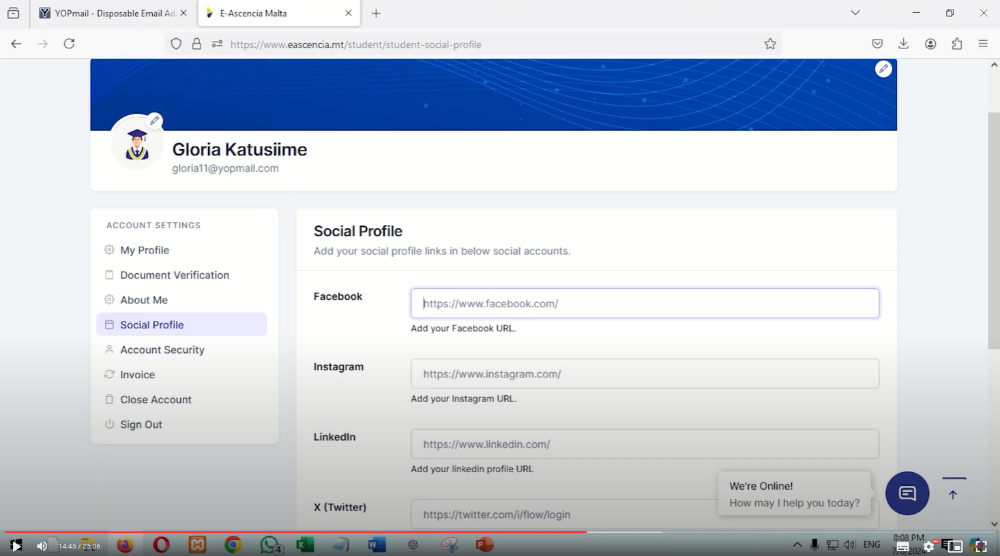 YOPmail - Disposable Email Ad
E-Ascencia Malta
https://www.eascencia.mt/student/student-social-profile
Gloria Katusiime
gloria11@yopmail.com
ACCOUNT SETTINGS
My Profile
Document Verification
About Me
Social Profile
Account Security
Invoice
Close Account
Sign Out
Social Profile
Add your social profile links in below social accounts.
Facebook
https://www.facebook.com/
Add your Facebook URL.
Instagram
https://www.instagram.com/
Add your Instagram URL.
LinkedIn
https://www.linkedin.com/
Add your linkedin profile URL
X (Twitter)
https://twitter.com/i/flow/login
We're Online!
How may I help you today?
14:45 / 25:06
4
ENG
8:08 PM
HD